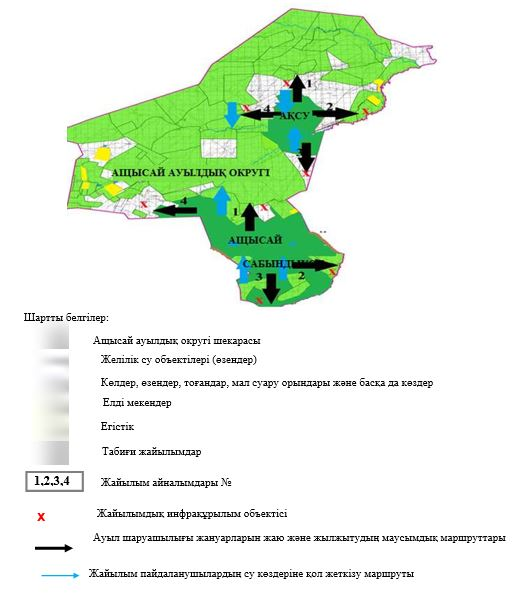 1
4
2
АҚСУ
3
АЩЫСАЙ АУЫЛДЫҚ ОКРУГІ
4
1
АЩЫСАЙ
3
2
Шартты белгілер:
Ащысай ауылдық округі шекарасы
Желілік су объектілері (өзендер)
Көлдер, өзендер, тоғандар, мал суару орындары және басқа да көздер
Елді мекендер
Егістік
Табиғи жайылымдар
1,2,3,4 Жайылым айналымдары №
X Жайылымдық инфрақұрылым объектісі
Ауыл шаруашылығы жануарларын жаю және жылжытудың маусымдық маршруттары
Жайылым пайдаланушылардың су көздеріне қол жеткізу маршруты